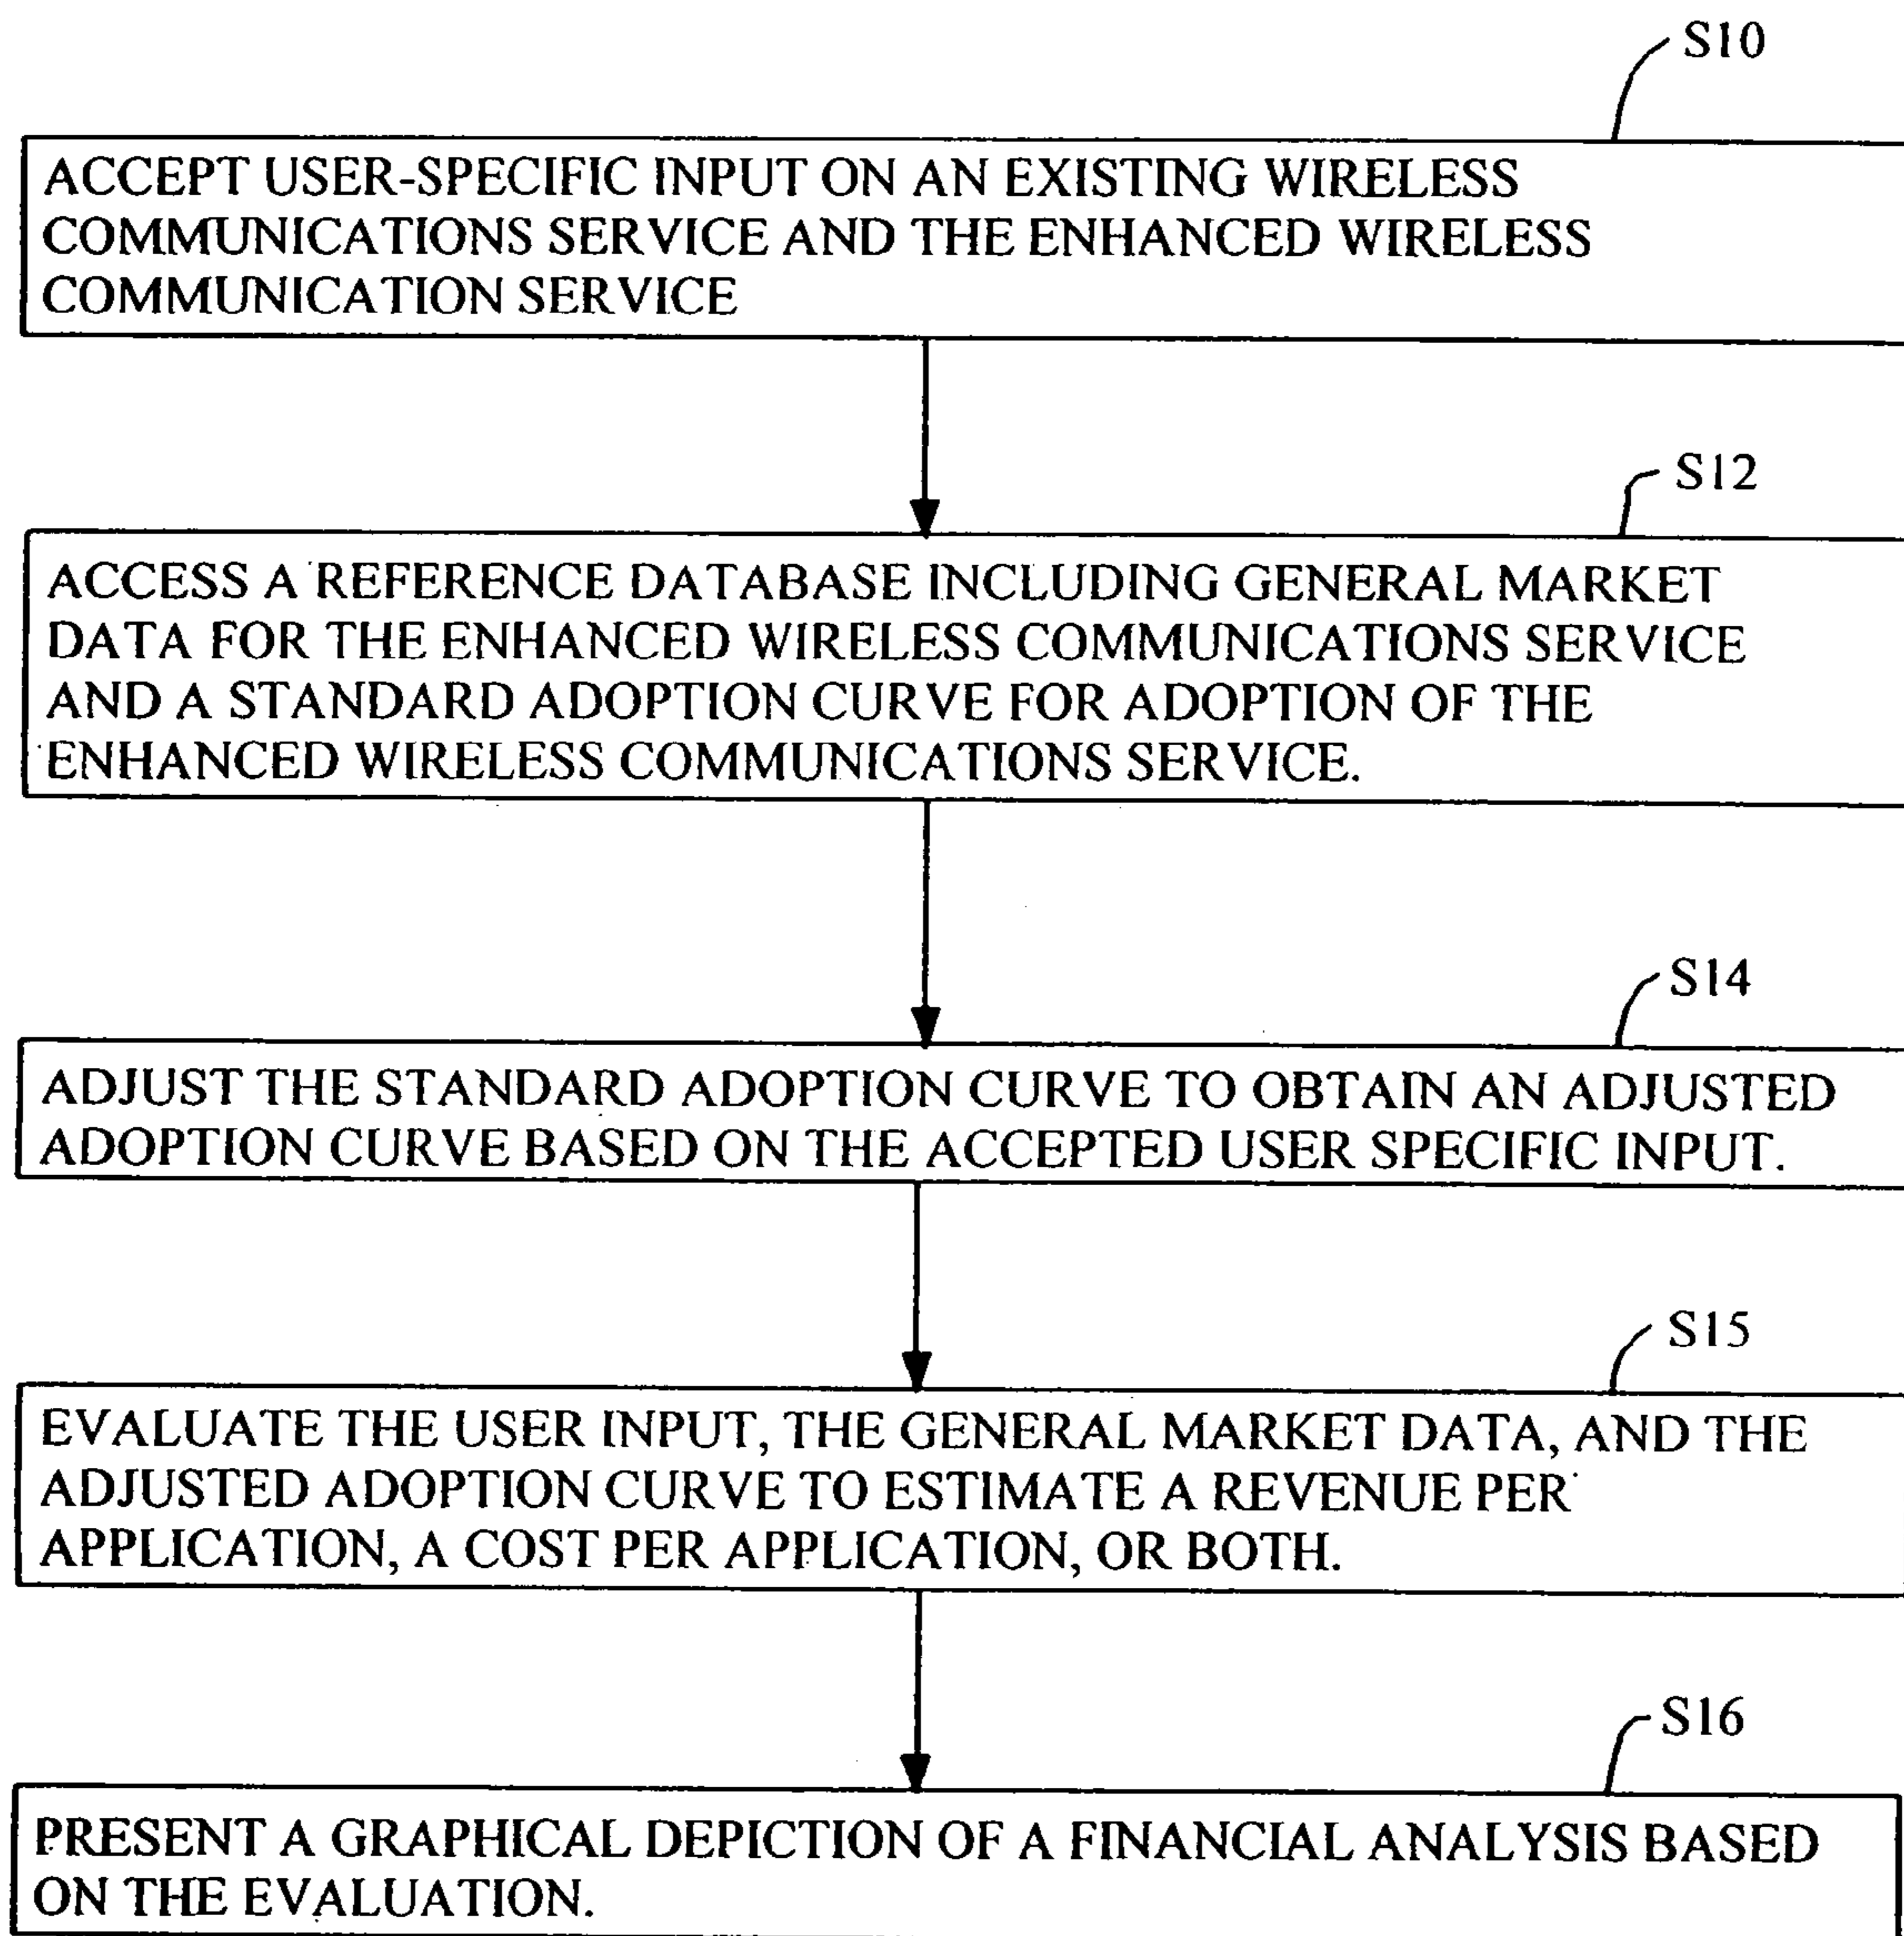 S10
ACCEPT USER-SPECIFIC INPUT ON AN EXISTING WIRELESS
COMMUNICATIONS SERVICE AND THE ENHANCED WIRELESS
COMMUNICATION SERVICE
S12
ACCESS A REFERENCE DATABASE INCLUDING GENERAL MARKET
DATA FOR THE ENHANCED WIRELESS COMMUNICATIONS SERVICE
AND A STANDARD ADOPTION CURVE FOR ADOPTION OF THE
ENHANCED WIRELESS COMMUNICATIONS SERVICE.
S14
ADJUST THE STANDARD ADOPTION CURVE TO OBTAIN AN ADJUSTED
ADOPTION CURVE BASED ON THE ACCEPTED USER SPECIFIC INPUT.
S15
EVALUATE THE USER INPUT, THE GENERAL MARKET DATA, AND THE
ADJUSTED ADOPTION CURVE TO ESTIMATE A REVENUE PER
APPLICATION, A COST PER APPLICATION, OR BOTH.
S16
PRESENT A GRAPHICAL DEPICTION OF A FINANCIAL ANALYSIS BASED
ON THE EVALUATION.